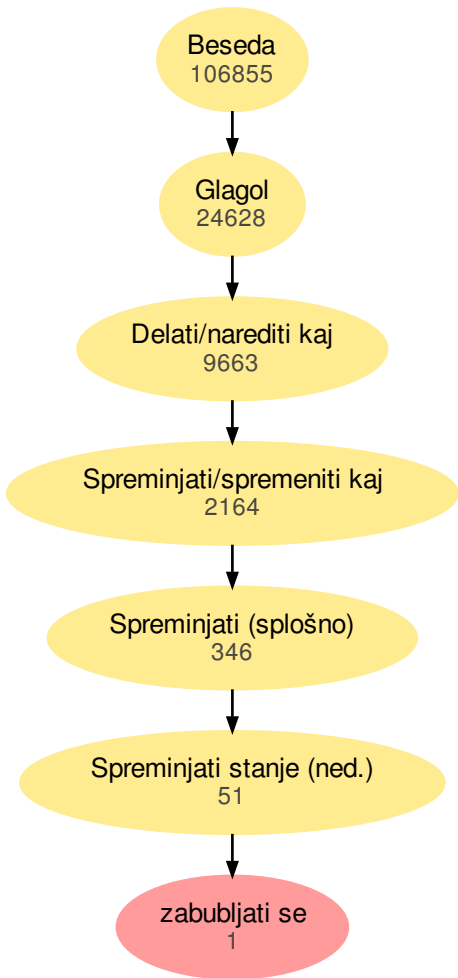 Beseda
106855
Glagol
24628
Delati/narediti kaj
9663
Spreminjati/spremeniti kaj
2164
Spreminjati (splošno)
346
Spreminjati stanje (ned.)
51
zabubljati se
1